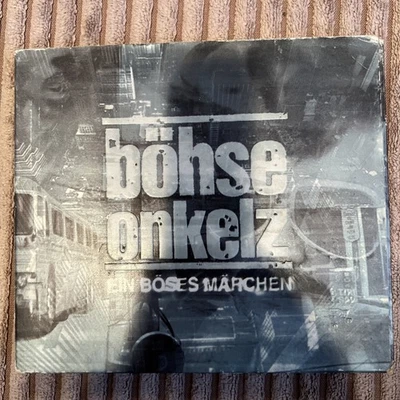 böhse
onkelz
EIN BÖSES MÄRCHEN